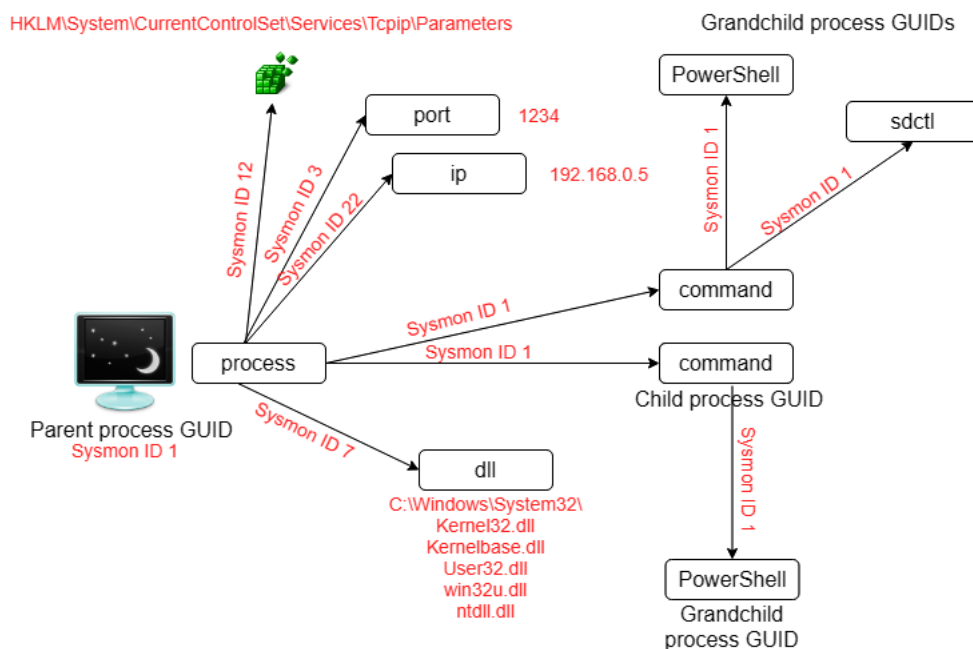 HKLM\System\CurrentControlSet\Services\Tcpip\Parameters
Grandchild process GUIDs
PowerShell
port
1234
sdctl
ip
192.168.0.5
Sysmon ID 12
Sysmon ID 3
Sysmon ID 22
Sysmon ID 1
Sysmon ID 1
command
Sysmon ID 1
process
Sysmon ID 1
command
Child process GUID
Parent process GUID
Sysmon ID 1
Sysmon ID 7
dll
C:\Windows\System32\
Kernel32.dll
Kernelbase.dll
User32.dll
win32u.dll
ntdll.dll
Sysmon ID 1
PowerShell
Grandchild
process GUID